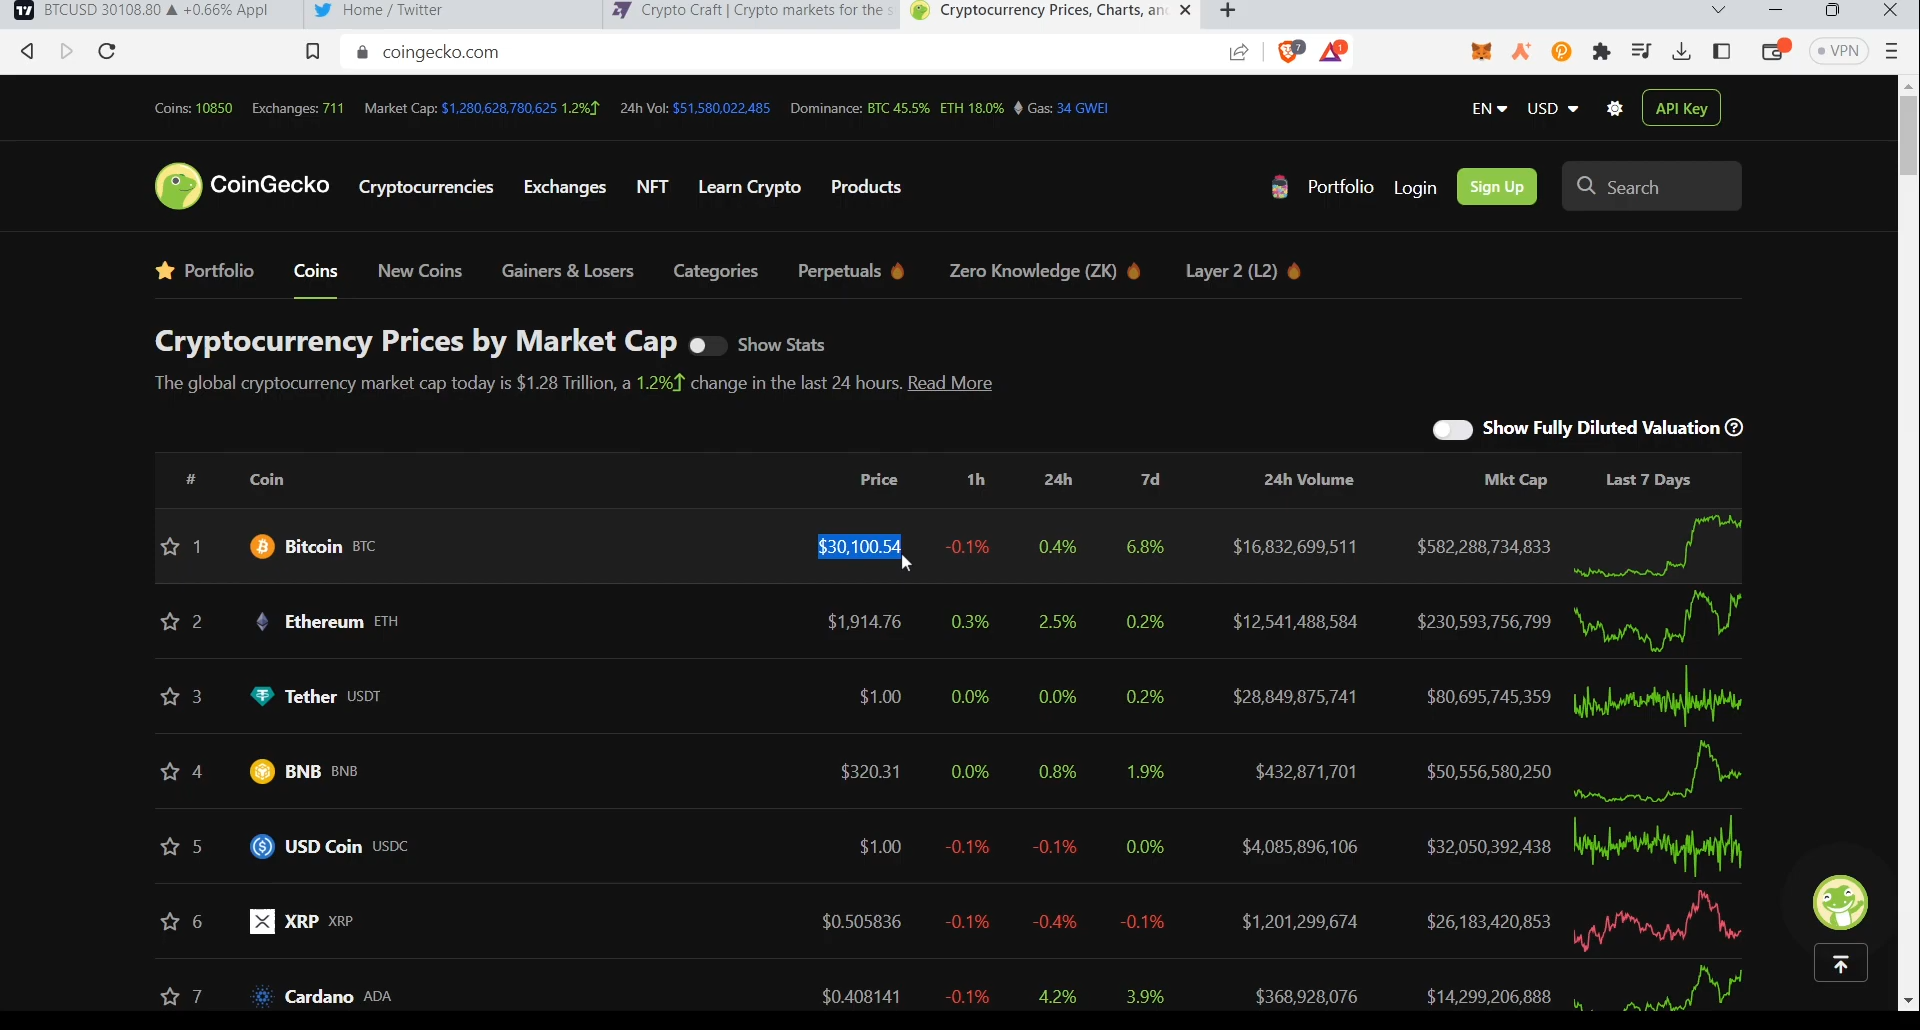 BTCUSD 30108.80 ▲ +0.66% Appl
Home / Twitter
Crypto Craft | Crypto markets for the s
Cryptocurrency Prices, Charts, an
coingecko.com
7
1
VPN
Coins: 10850 Exchanges: 711 Market Cap: $1,280,628,780,625 1.2% 24h Vol: $51,580,022,485 Dominance: BTC 45.5% ETH 18.0% Gas: 34 GWEI
EN USD API Key
CoinGecko Cryptocurrencies Exchanges NFT Learn Crypto Products
Portfolio Login Sign Up Search
Portfolio Coins New Coins Gainers & Losers Categories Perpetuals Zero Knowledge (ZK) Layer 2 (L2)
Cryptocurrency Prices by Market Cap Show Stats
The global cryptocurrency market cap today is $1.28 Trillion, a 1.2% change in the last 24 hours. Read More
Show Fully Diluted Valuation ?
# Coin Price 1h 24h 7d 24h Volume Mkt Cap Last 7 Days
1 Bitcoin BTC $30,100.54 -0.1% 0.4% 6.8% $16,832,699,511 $582,288,734,833
2 Ethereum ETH $1,914.76 0.3% 2.5% 0.2% $12,541,488,584 $230,593,756,799
3 Tether USDT $1.00 0.0% 0.0% 0.2% $28,849,875,741 $80,695,745,359
4 BNB BNB $320.31 0.0% 0.8% 1.9% $432,871,701 $50,556,580,250
5 USD Coin USDC $1.00 -0.1% -0.1% 0.0% $4,085,896,106 $32,050,392,438
6 XRP XRP $0.505836 -0.1% -0.4% -0.1% $1,201,299,674 $26,183,420,853
7 Cardano ADA $0.408141 -0.1% 4.2% 3.9% $368,928,076 $14,299,206,888